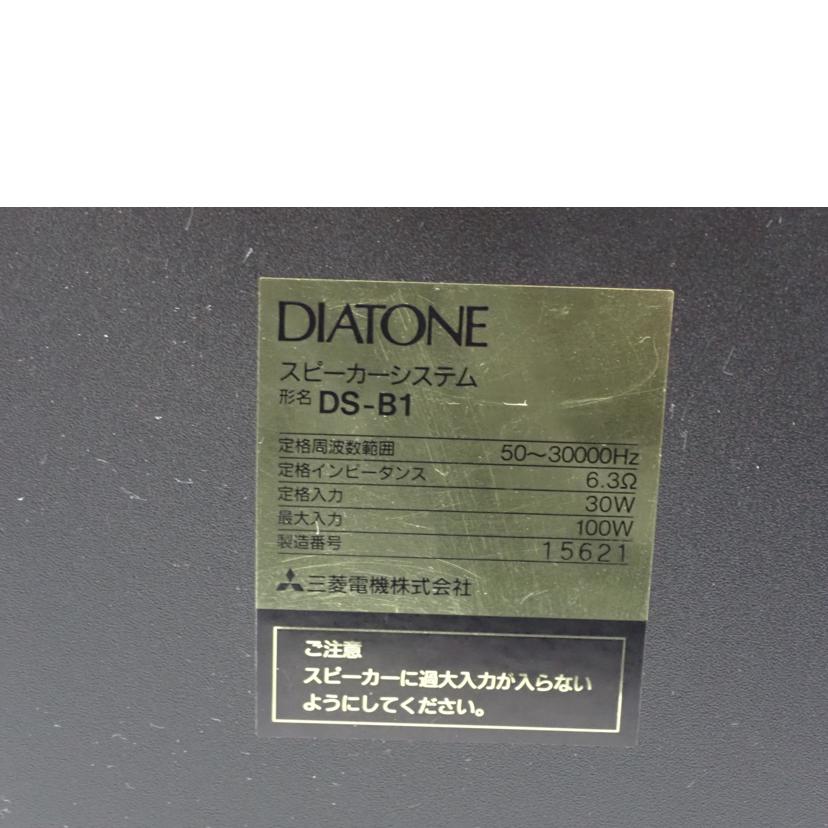 DIATONE
スピーカーシステム
形名 DS-B1
定格周波数範囲 50～30000Hz
定格インピータンス 6.3Ω
定格入力 30W
最大入力 100W
製造番号 15621
三菱電機株式会社
ご注意
スピーカーに過大入力が入らない
ようにしてください。